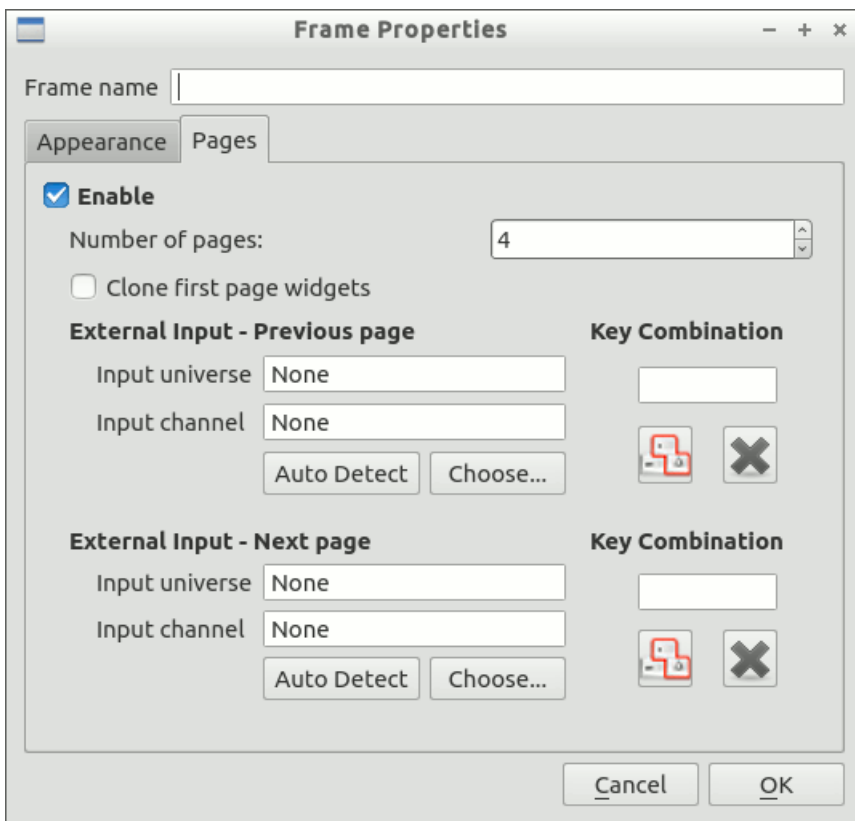 Frame Properties
Frame name
Appearance Pages
Enable
Number of pages: 4
Clone first page widgets
External Input - Previous page Key Combination
Input universe None
Input channel None
Auto Detect Choose...
External Input - Next page Key Combination
Input universe None
Input channel None
Auto Detect Choose...
Cancel OK